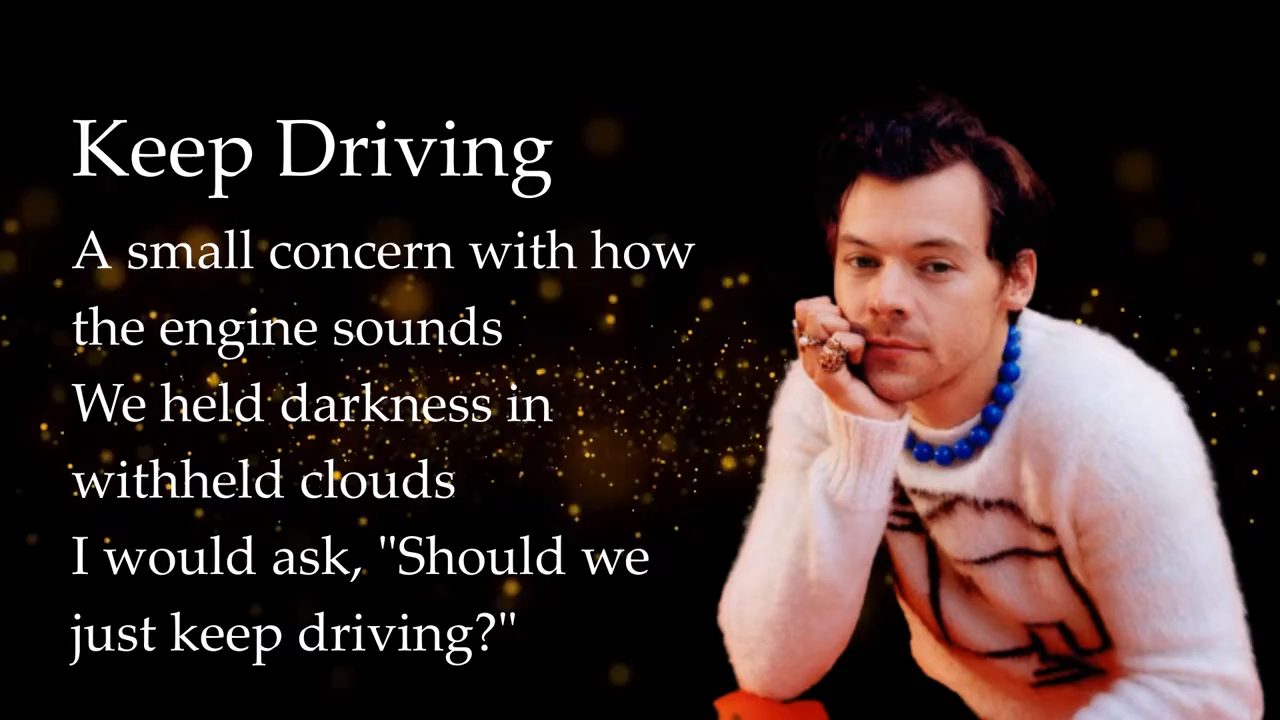 Keep Driving
A small concern with how
the engine sounds
We held darkness in
withheld clouds
I would ask, "Should we
just keep driving?"